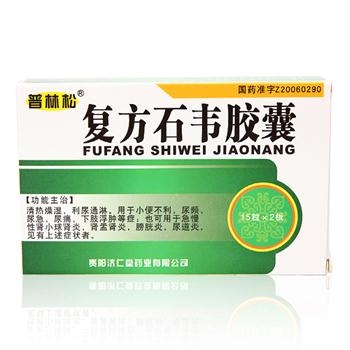 普林松®
国药准字Z20060290
复方石韦胶囊
FUFANG SHIWEI JIAONANG
【功能主治】
清热燥湿，利尿通淋，用于小便不利，尿频，
尿急，尿痛，下肢浮肿等症；也可用于急慢
性肾小球肾炎，肾盂肾炎，膀胱炎，尿道炎，
见有上述症状者。
15粒×2板
贵阳济仁堂药业有限公司